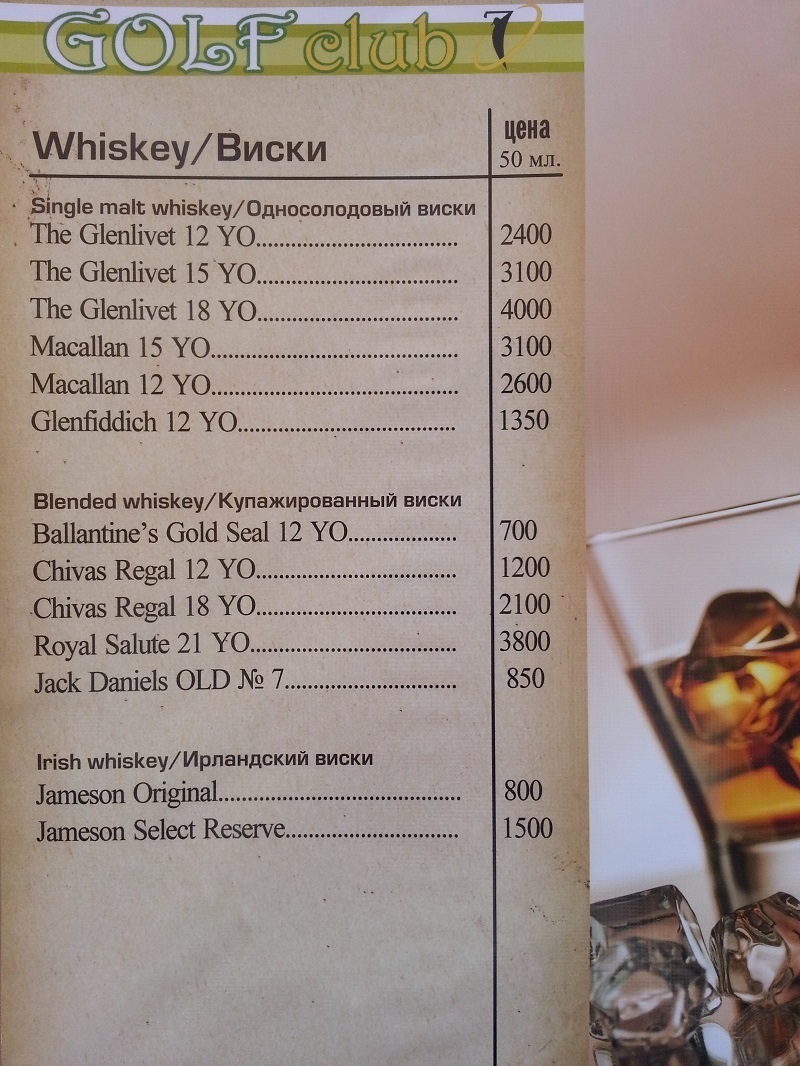 GOLF club 7
Whiskey/Виски
цена
50 мл.
Single malt whiskey/Односолодовый виски
The Glenlivet 12 YO.................................... 2400
The Glenlivet 15 YO.................................... 3100
The Glenlivet 18 YO.................................... 4000
Macallan 15 YO............................................ 3100
Macallan 12 YO............................................ 2600
Glenfiddich 12 YO....................................... 1350
Blended whiskey/Купажированный виски
Ballantine's Gold Seal 12 YO................... 700
Chivas Regal 12 YO.................................... 1200
Chivas Regal 18 YO.................................... 2100
Royal Salute 21 YO..................................... 3800
Jack Daniels OLD № 7............................... 850
Irish whiskey/Ирландский виски
Jameson Original........................................... 800
Jameson Select Reserve............................... 1500